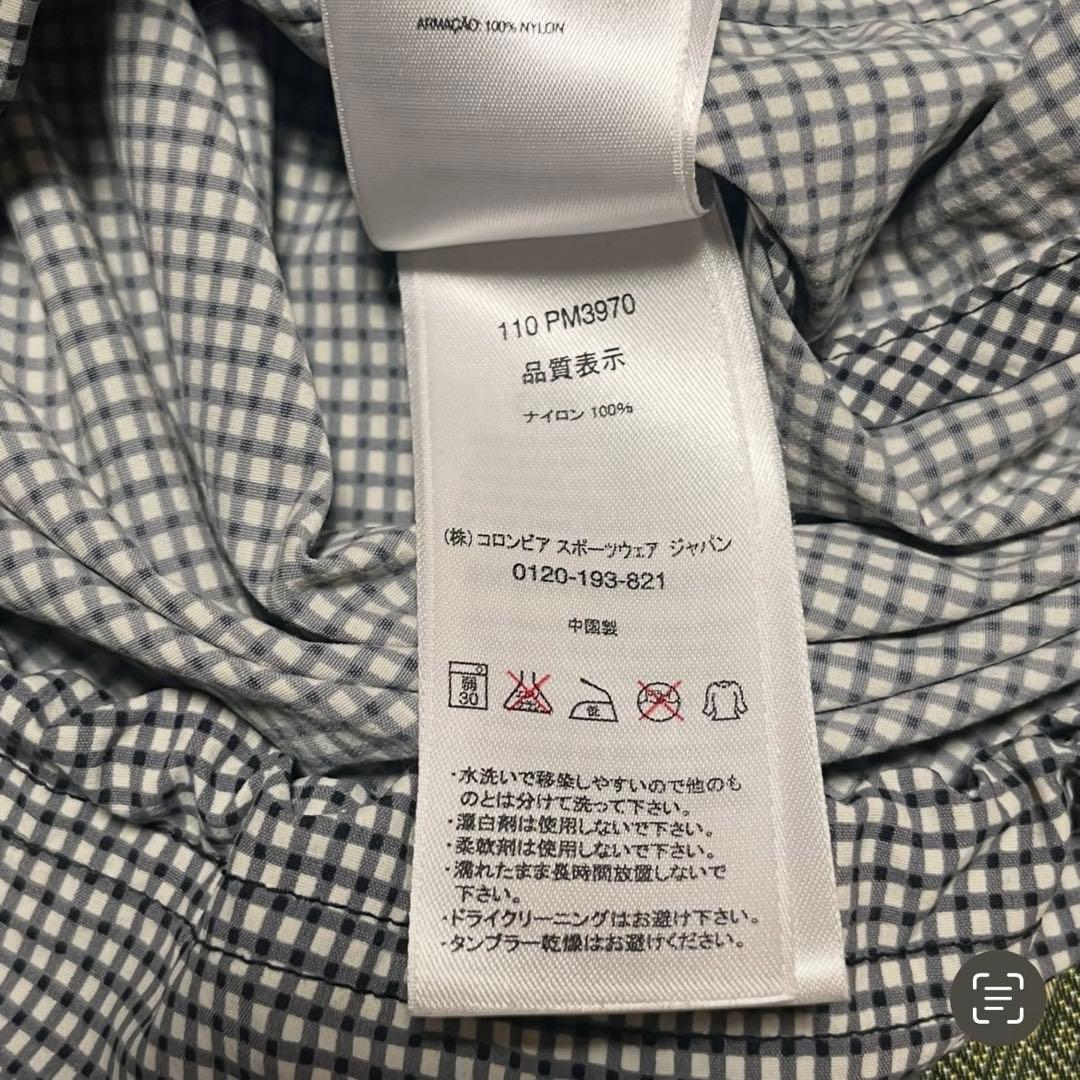 ARMAÇÃO: 100% NYLON
110 PM3970
品質表示
ナイロン 100%
(株) コロンビア スポーツウェア ジャパン
0120-193-821
中国製
弱
30
低
・水洗いで移染しやすいので他のも
のとは分けて洗って下さい。
・漂白剤は使用しないで下さい。
・柔軟剤は使用しないで下さい。
・濡れたまま長時間放置しないで
下さい。
・ドライクリーニングはお避け下さい。
・タンブラー乾燥はお避けください。